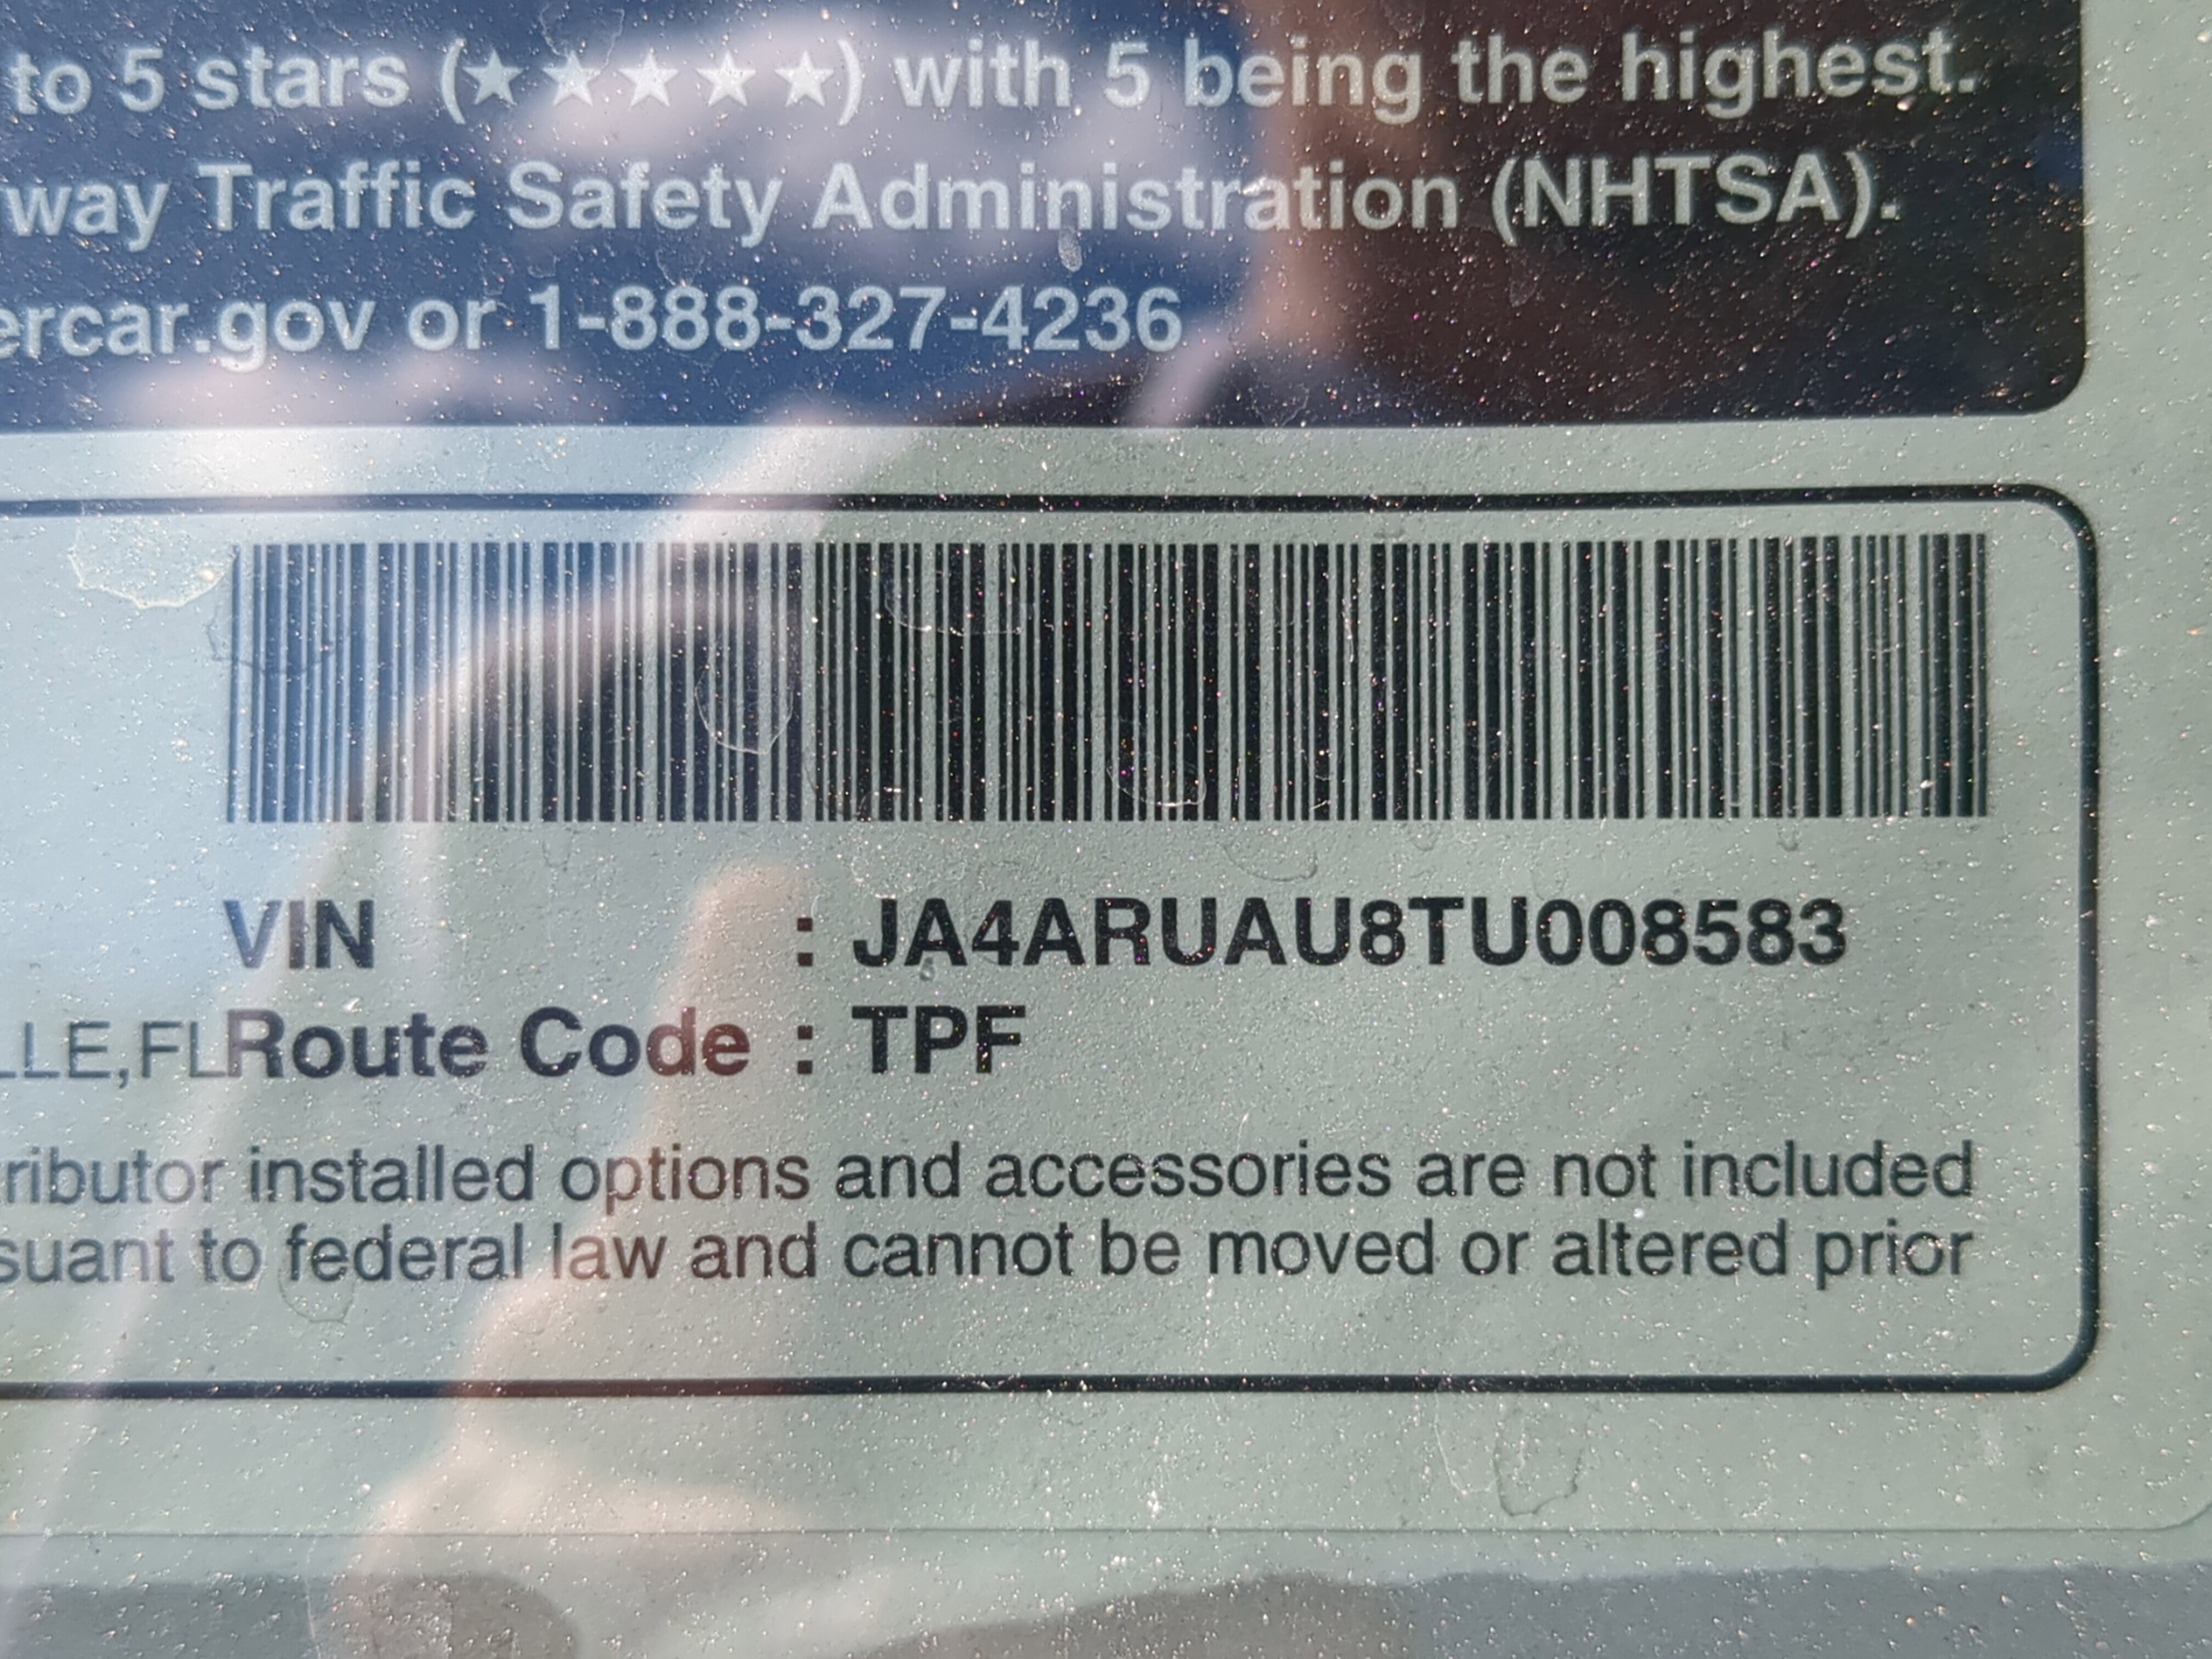 to 5 stars (★★★★★) with 5 being the highest.
way Traffic Safety Administration (NHTSA).
ercar.gov or 1-888-327-4236
VIN : JA4ARUAU8TU008583
LLE,FL Route Code : TPF
ributor installed options and accessories are not included
suant to federal law and cannot be moved or altered prior